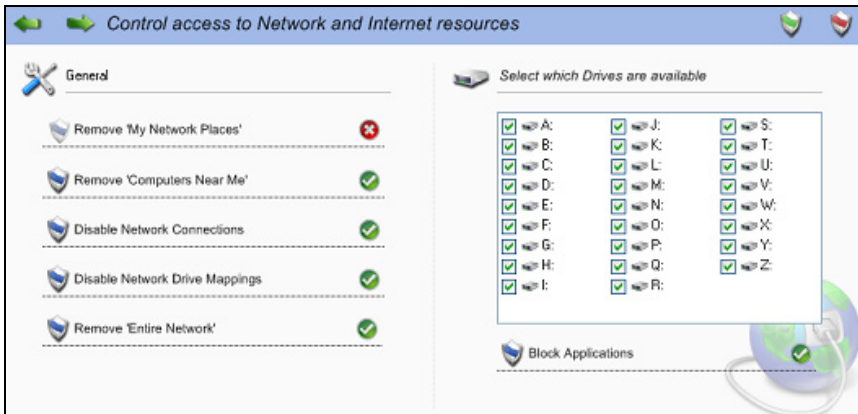 Control access to Network and Internet resources
General
Remove 'My Network Places'
Remove 'Computers Near Me'
Disable Network Connections
Disable Network Drive Mappings
Remove 'Entire Network'
Select which Drives are available
A: J: S:
B: K: T:
C: L: U:
D: M: V:
E: N: W:
F: O: X:
G: P: Y:
H: Q: Z:
I: R:
Block Applications